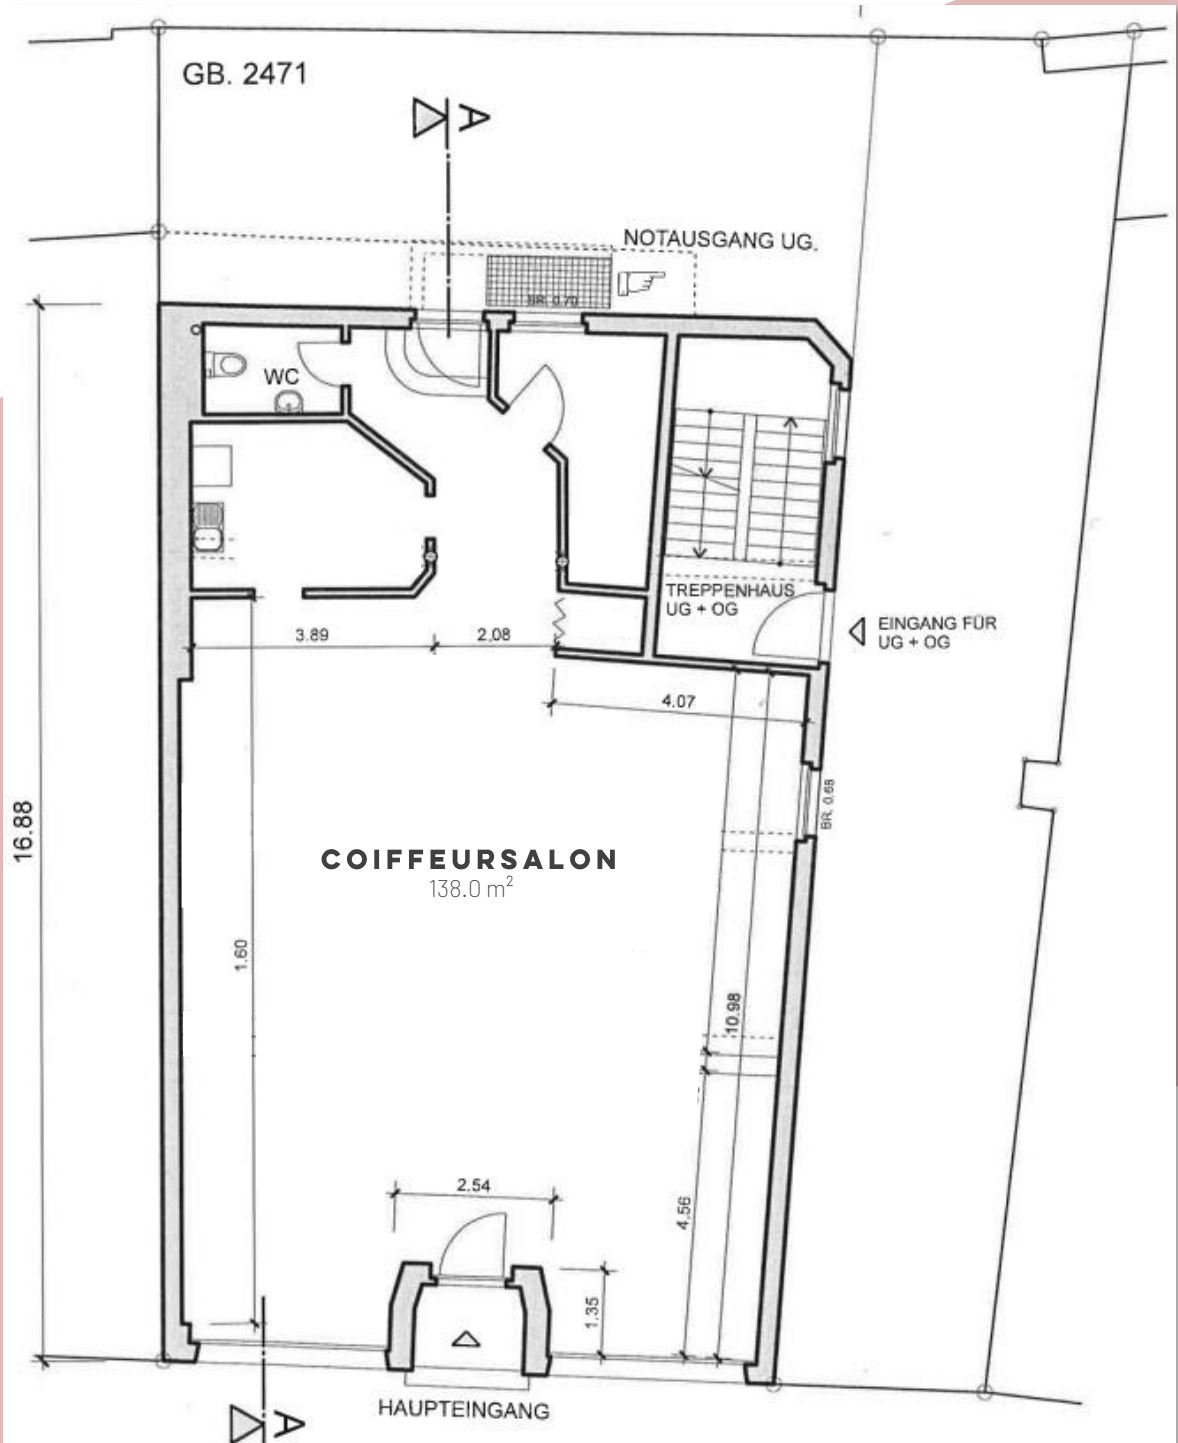 GB. 2471
A
NOTAUSGANG UG.
BR. 0.70
WC
TREPPENHAUS
UG + OG
EINGANG FÜR
UG + OG
3.89
2.08
4.07
16.88
BR. 0.68
COIFFEURSALON
138.0 m²
1.60
10.98
2.54
4.56
1.35
HAUPTEINGANG
A